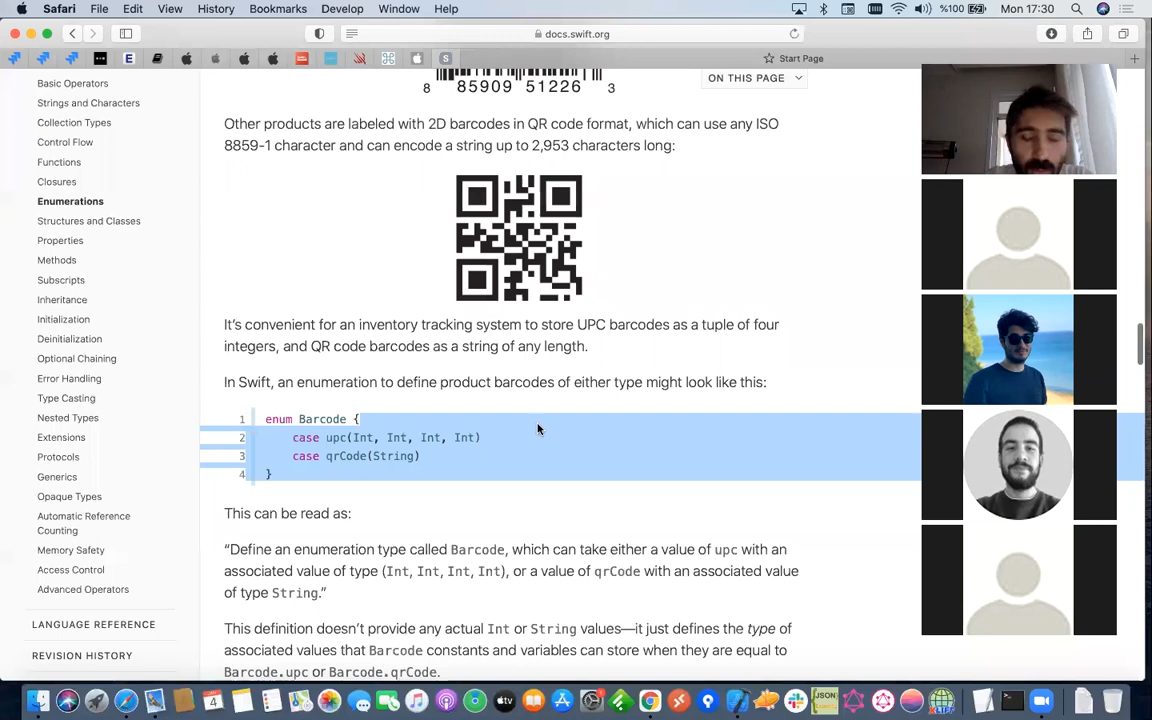 Safari File Edit View History Bookmarks Develop Window Help %100 Mon 17:30
docs.swift.org
S Start Page
Basic Operators
Strings and Characters
Collection Types
Control Flow
Functions
Closures
Enumerations
Structures and Classes
Properties
Methods
Subscripts
Inheritance
Initialization
Deinitialization
Optional Chaining
Error Handling
Type Casting
Nested Types
Extensions
Protocols
Generics
Opaque Types
Automatic Reference
Counting
Memory Safety
Access Control
Advanced Operators
LANGUAGE REFERENCE
REVISION HISTORY
ON THIS PAGE
8 85909 51226 3
Other products are labeled with 2D barcodes in QR code format, which can use any ISO
8859-1 character and can encode a string up to 2,953 characters long:
It’s convenient for an inventory tracking system to store UPC barcodes as a tuple of four
integers, and QR code barcodes as a string of any length.
In Swift, an enumeration to define product barcodes of either type might look like this:
1 enum Barcode {
2 case upc(Int, Int, Int, Int)
3 case qrCode(String)
4 }
This can be read as:
“Define an enumeration type called Barcode, which can take either a value of upc with an
associated value of type (Int, Int, Int, Int), or a value of qrCode with an associated value
of type String.”
This definition doesn’t provide any actual Int or String values—it just defines the type of
associated values that Barcode constants and variables can store when they are equal to
Barcode.upc or Barcode.qrCode.